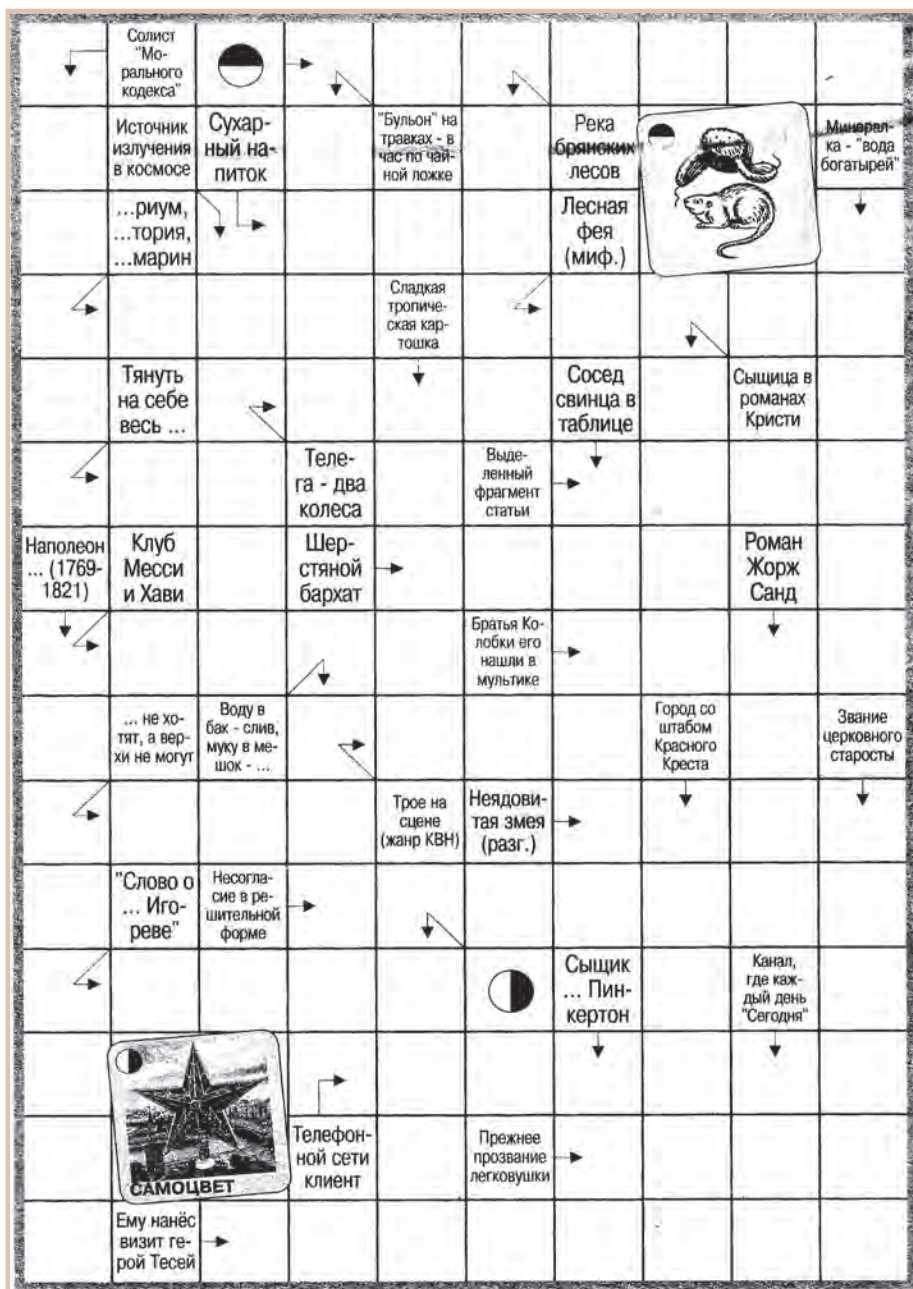 Солист
"Мо-
рального
кодекса"
Источник
излучения
в космосе
Сухар-
ный на-
питок
"Бульон" на
травках - в
час по чай-
ной ложке
Река
брянских
лесов
Минерал-
ка - "вода
богатырей"
...риум,
...тория,
...марин
Лесная
фея
(миф.)
Сладкая
тропиче-
ская кар-
тошка
Тянуть
на себе
весь ...
Сосед
свинца в
таблице
Сыщица в
романах
Кристи
Теле-
га - два
колеса
Выде-
ленный
фрагмент
статьи
Наполеон
... (1769-
1821)
Клуб
Месси
и Хави
Шер-
стяной
бархат
Роман
Жорж
Санд
Братья Ко-
лобки его
нашли в
мультике
... не хо-
тят, а вер-
хи не могут
Воду в
бак - слив,
муку в ме-
шок - ...
Город со
штабом
Красного
Креста
Звание
церковного
старосты
Трое на
сцене
(жанр КВН)
Неядови-
тая змея
(разг.)
"Слово о
... Иго-
реве"
Несогла-
сие в ре-
шительной
форме
Сыщик
... Пин-
кертон
Канал,
где каж-
дый день
"Сегодня"
САМОЦВЕТ
Телефон-
ной сети
клиент
Прежнее
прозвание
легковушки
Ему нанёс
визит ге-
рой Тесей